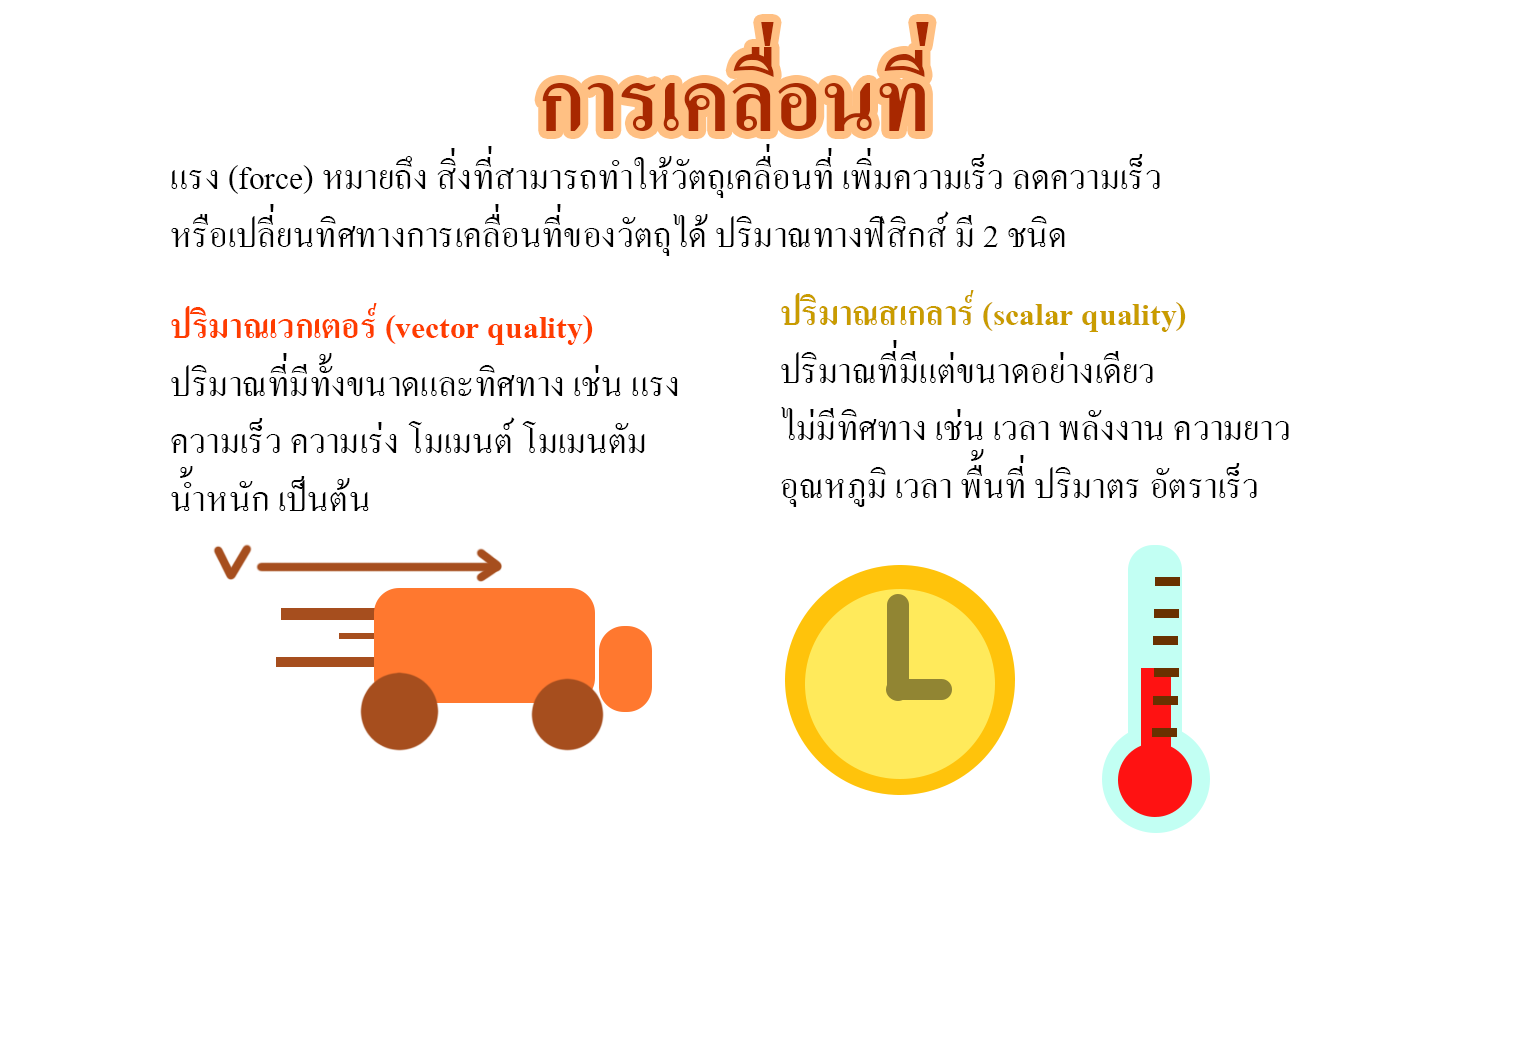 การเคลื่อนที่
แรง (force) หมายถึง สิ่งที่สามารถทำให้วัตถุเคลื่อนที่ เพิ่มความเร็ว ลดความเร็ว
หรือเปลี่ยนทิศทางการเคลื่อนที่ของวัตถุได้ ปริมาณทางฟิสิกส์ มี 2 ชนิด
ปริมาณเวกเตอร์ (vector quality)
ปริมาณที่มีทั้งขนาดและทิศทาง เช่น แรง
ความเร็ว ความเร่ง โมเมนต์ โมเมนตัม
น้ำหนัก เป็นต้น
V
ปริมาณสเกลาร์ (scalar quality)
ปริมาณที่มีแต่ขนาดอย่างเดียว
ไม่มีทิศทาง เช่น เวลา พลังงาน ความยาว
อุณหภูมิ เวลา พื้นที่ ปริมาตร อัตราเร็ว